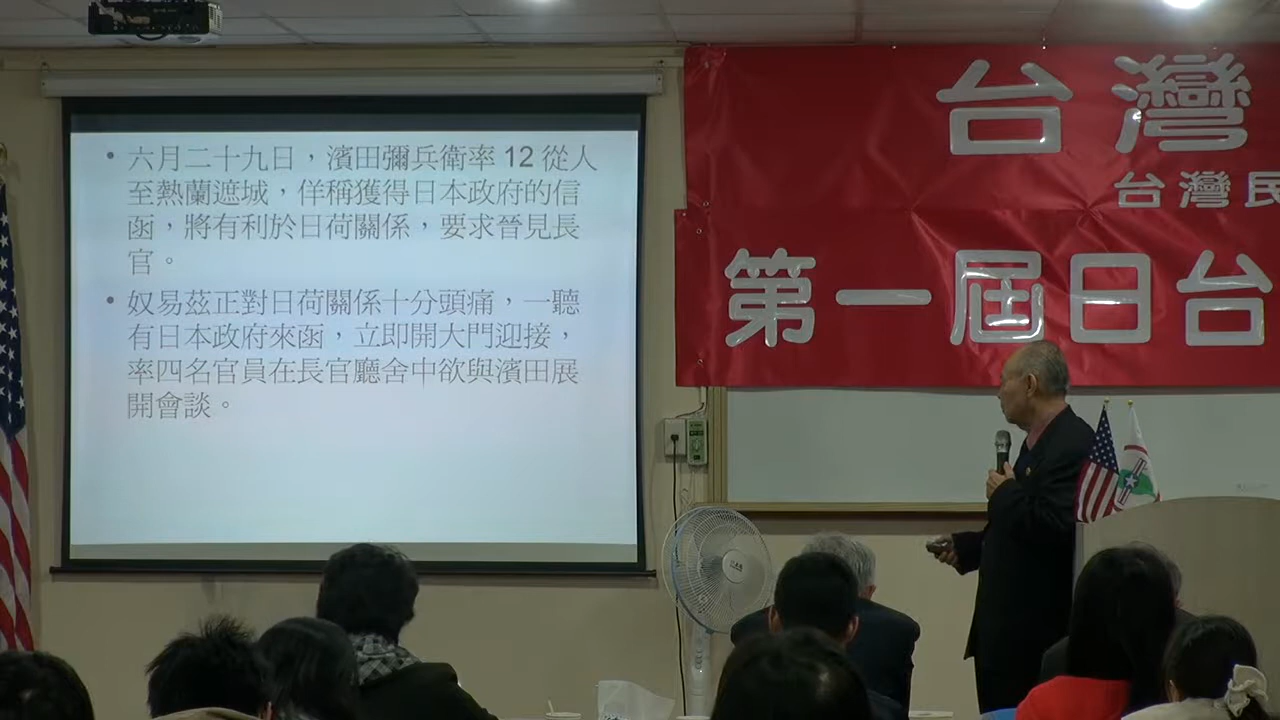 • 六月二十九日，濱田彌兵衛率 12 從人
至熱蘭遮城，佯稱獲得日本政府的信
函，將有利於日荷關係，要求晉見長
官。
• 奴易茲正對日荷關係十分頭痛，一聽
有日本政府來函，立即開大門迎接，
率四名官員在長官廳舍中欲與濱田展
開會談。
台灣
台灣民
第一屆日台